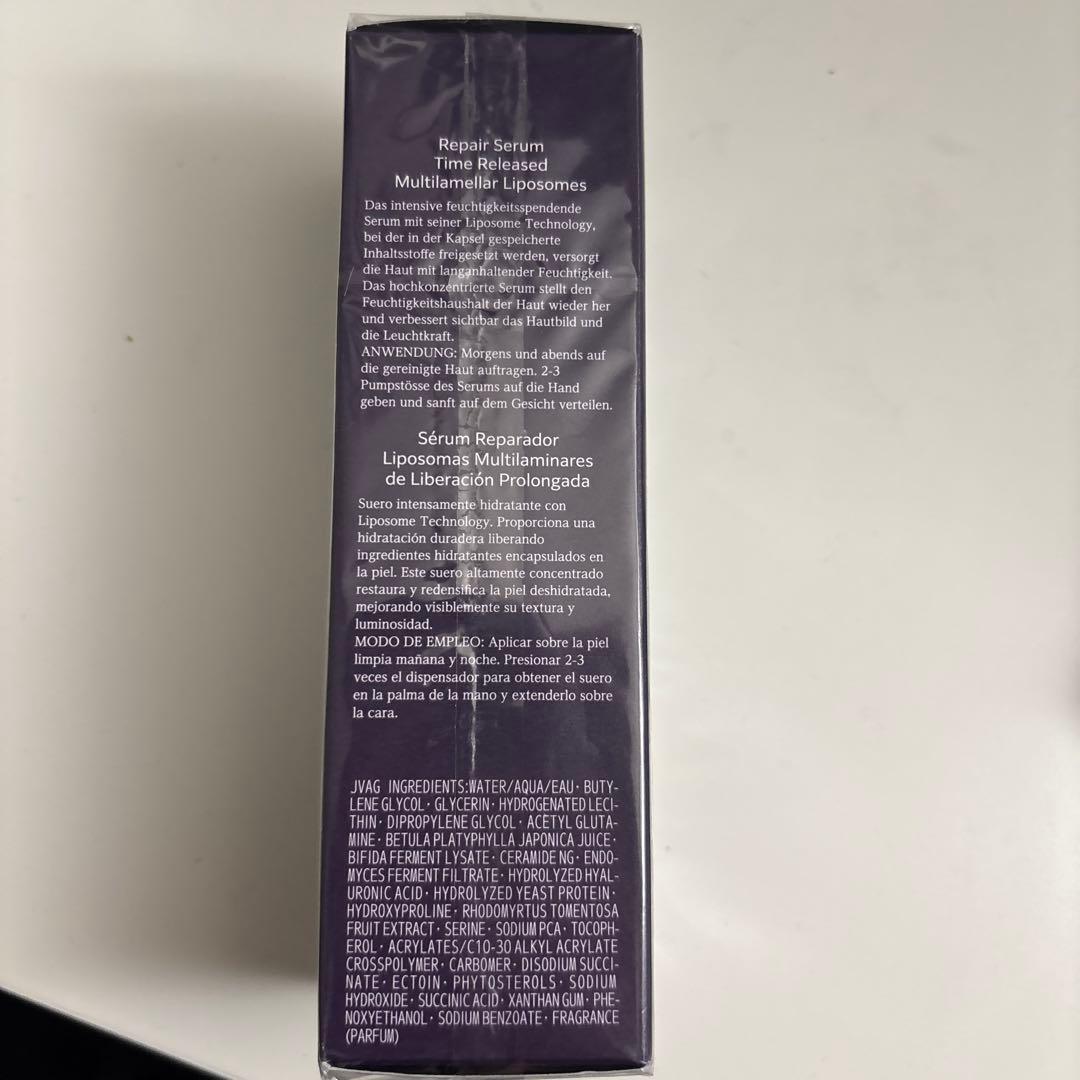 Repair Serum
Time Released
Multilamellar Liposomes
Das intensive feuchtigkeitsspendende
Serum mit seiner Liposome Technology,
bei der in der Kapsel gespeicherte
Inhaltsstoffe freigesetzt werden, versorgt
die Haut mit langanhaltender Feuchtigkeit.
Das hochkonzentrierte Serum stellt den
Feuchtigkeitshaushalt der Haut wieder her
und verbessert sichtbar das Hautbild und
die Leuchtkraft.
ANWENDUNG: Morgens und abends auf
die gereinigte Haut auftragen. 2-3
Pumpstösse des Serums auf die Hand
geben und sanft auf dem Gesicht verteilen.
Sérum Reparador
Liposomas Multilaminares
de Liberación Prolongada
Suero intensamente hidratante con
Liposome Technology. Proporciona una
hidratación duradera liberando
ingredientes hidratantes encapsulados en
la piel. Este suero altamente concentrado
restaura y redensifica la piel deshidratada,
mejorando visiblemente su textura y
luminosidad.
MODO DE EMPLEO: Aplicar sobre la piel
limpia mañana y noche. Presionar 2-3
veces el dispensador para obtener el suero
en la palma de la mano y extenderlo sobre
la cara.
JVAG INGREDIENTS:WATER/AQUA/EAU· BUTY-
LENE GLYCOL· GLYCERIN· HYDROGENATED LECI-
THIN· DIPROPYLENE GLYCOL· ACETYL GLUTA-
MINE· BETULA PLATYPHYLLA JAPONICA JUICE·
BIFIDA FERMENT LYSATE· CERAMIDE NG· ENDO-
MYCES FERMENT FILTRATE· HYDROLYZED HYAL-
URONIC ACID· HYDROLYZED YEAST PROTEIN·
HYDROXYPROLINE· RHODOMYRTUS TOMENTOSA
FRUIT EXTRACT· SERINE· SODIUM PCA· TOCOPH-
EROL· ACRYLATES/C10-30 ALKYL ACRYLATE
CROSSPOLYMER· CARBOMER· DISODIUM SUCCI-
NATE· ECTOIN· PHYTOSTEROLS· SODIUM
HYDROXIDE· SUCCINIC ACID· XANTHAN GUM· PHE-
NOXYETHANOL· SODIUM BENZOATE· FRAGRANCE
(PARFUM)